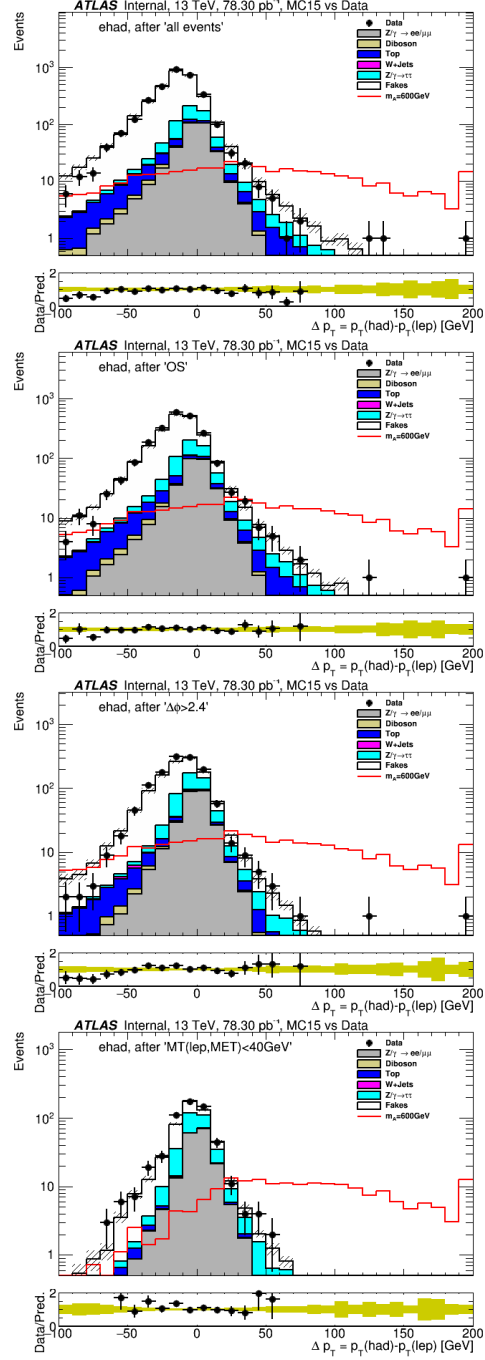 ATLAS Internal, 13 TeV, 78.30 pb⁻¹, MC15 vs Data
Events
ehad, after 'all events'
Data
Z/γ → ee/μμ
Diboson
Top
W+Jets
Z/γ→ττ
Fakes
m_A=600GeV
10³
10²
10
1
Data/Pred.
2
1
0
−100 −50 0 50 100 150 200
Δ p_T = p_T(had)-p_T(lep) [GeV]
ATLAS Internal, 13 TeV, 78.30 pb⁻¹, MC15 vs Data
Events
ehad, after 'OS'
Data
Z/γ → ee/μμ
Diboson
Top
W+Jets
Z/γ→ττ
Fakes
m_A=600GeV
10³
10²
10
1
Data/Pred.
2
1
0
−100 −50 0 50 100 150 200
Δ p_T = p_T(had)-p_T(lep) [GeV]
ATLAS Internal, 13 TeV, 78.30 pb⁻¹, MC15 vs Data
Events
ehad, after 'Δϕ>2.4'
Data
Z/γ → ee/μμ
Diboson
Top
W+Jets
Z/γ→ττ
Fakes
m_A=600GeV
10³
10²
10
1
Data/Pred.
2
1
0
−100 −50 0 50 100 150 200
Δ p_T = p_T(had)-p_T(lep) [GeV]
ATLAS Internal, 13 TeV, 78.30 pb⁻¹, MC15 vs Data
Events
ehad, after 'MT(lep,MET)<40GeV'
Data
Z/γ → ee/μμ
Diboson
Top
W+Jets
Z/γ→ττ
Fakes
m_A=600GeV
10³
10²
10
1
Data/Pred.
2
1
0
−100 −50 0 50 100 150 200
Δ p_T = p_T(had)-p_T(lep) [GeV]